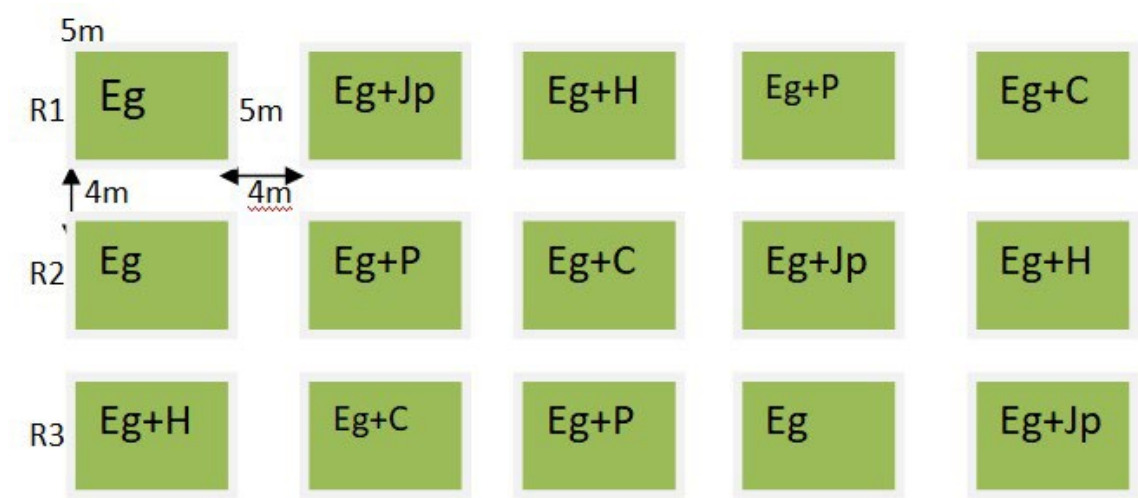 5m
R1 Eg 5m Eg+Jp Eg+H Eg+P Eg+C
4m 4m
R2 Eg Eg+P Eg+C Eg+Jp Eg+H
R3 Eg+H Eg+C Eg+P Eg Eg+Jp